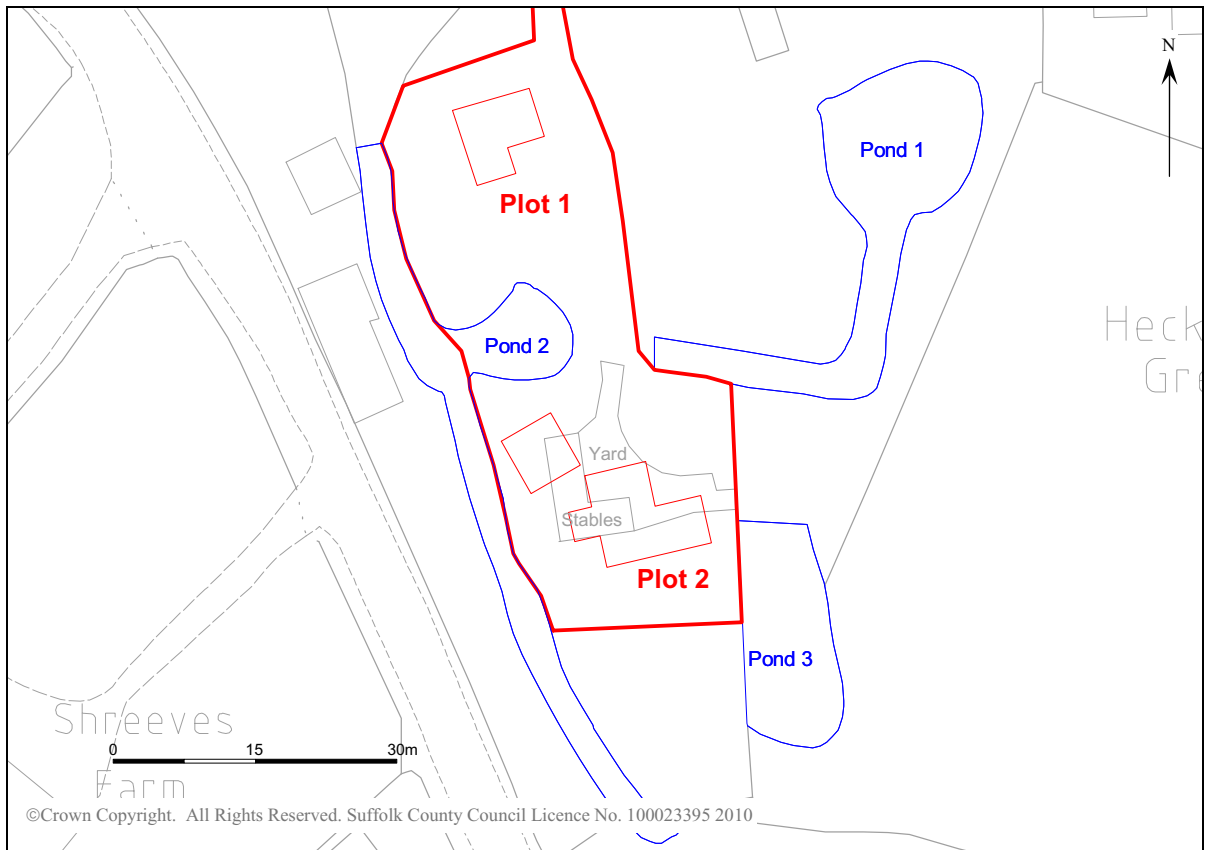 N
Pond 1
Plot 1
Heck
Gre
Pond 2
Yard
Stables
Plot 2
Pond 3
Shreeves
Farm
0 15 30m
©Crown Copyright. All Rights Reserved. Suffolk County Council Licence No. 100023395 2010